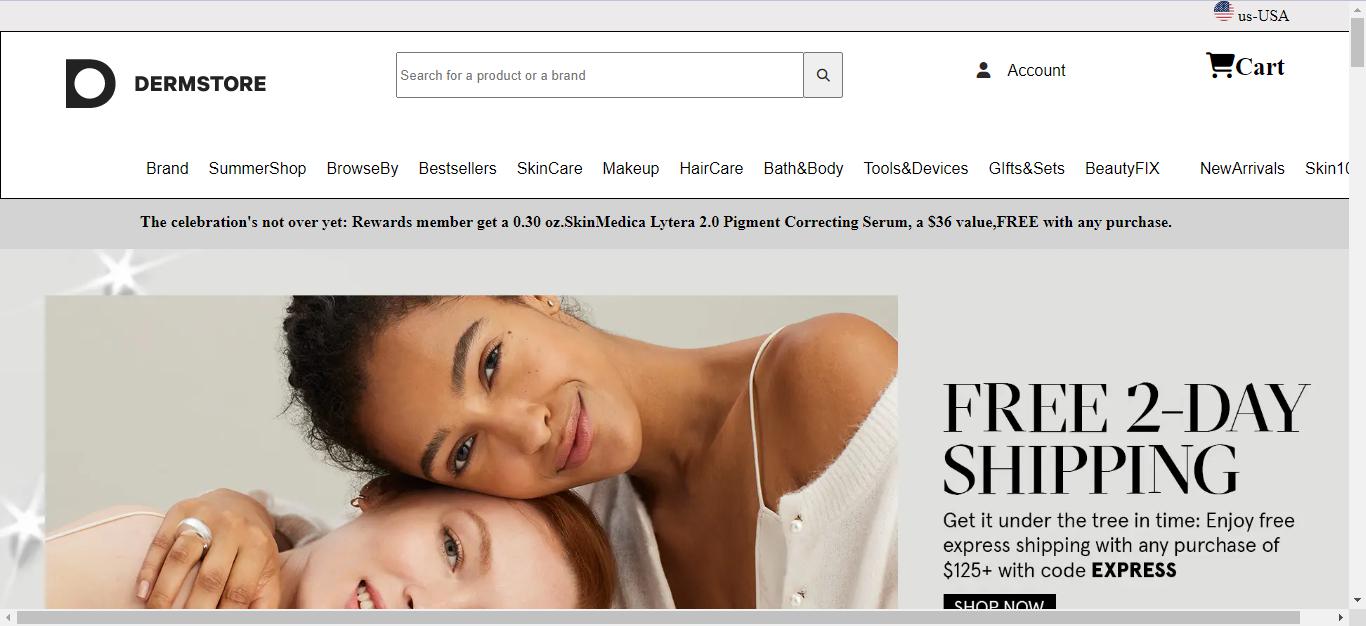 us-USA
DERMSTORE
Search for a product or a brand
Account
Cart
Brand SummerShop BrowseBy Bestsellers SkinCare Makeup HairCare Bath&Body Tools&Devices GIfts&Sets BeautyFIX NewArrivals Skin10
The celebration's not over yet: Rewards member get a 0.30 oz.SkinMedica Lytera 2.0 Pigment Correcting Serum, a $36 value,FREE with any purchase.
FREE 2-DAY
SHIPPING
Get it under the tree in time: Enjoy free
express shipping with any purchase of
$125+ with code EXPRESS
SHOP NOW